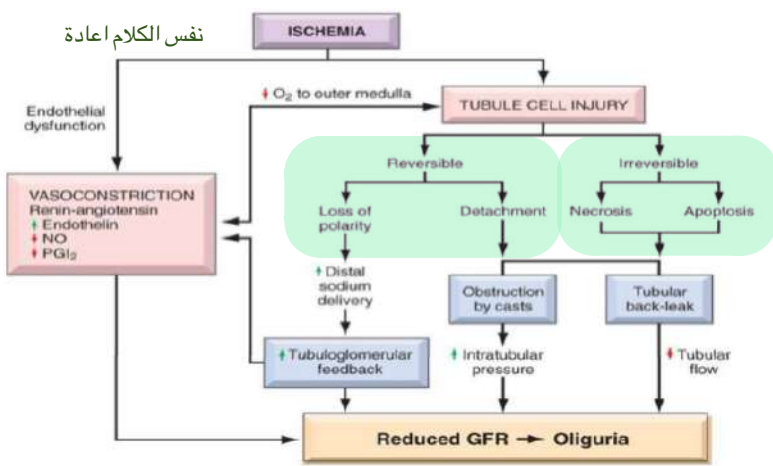 نفس الكلام اعادة
ISCHEMIA
↓ O₂ to outer medulla
TUBULE CELL INJURY
Endothelial
dysfunction
Reversible
Irreversible
VASOCONSTRICTION
Renin-angiotensin
↑ Endothelin
↓ NO
↓ PGI₂
Loss of
polarity
Detachment
Necrosis
Apoptosis
↑ Distal
sodium
delivery
Obstruction
by casts
Tubular
back-leak
↑ Tubuloglomerular
feedback
↑ Intratubular
pressure
↓ Tubular
flow
Reduced GFR → Oliguria